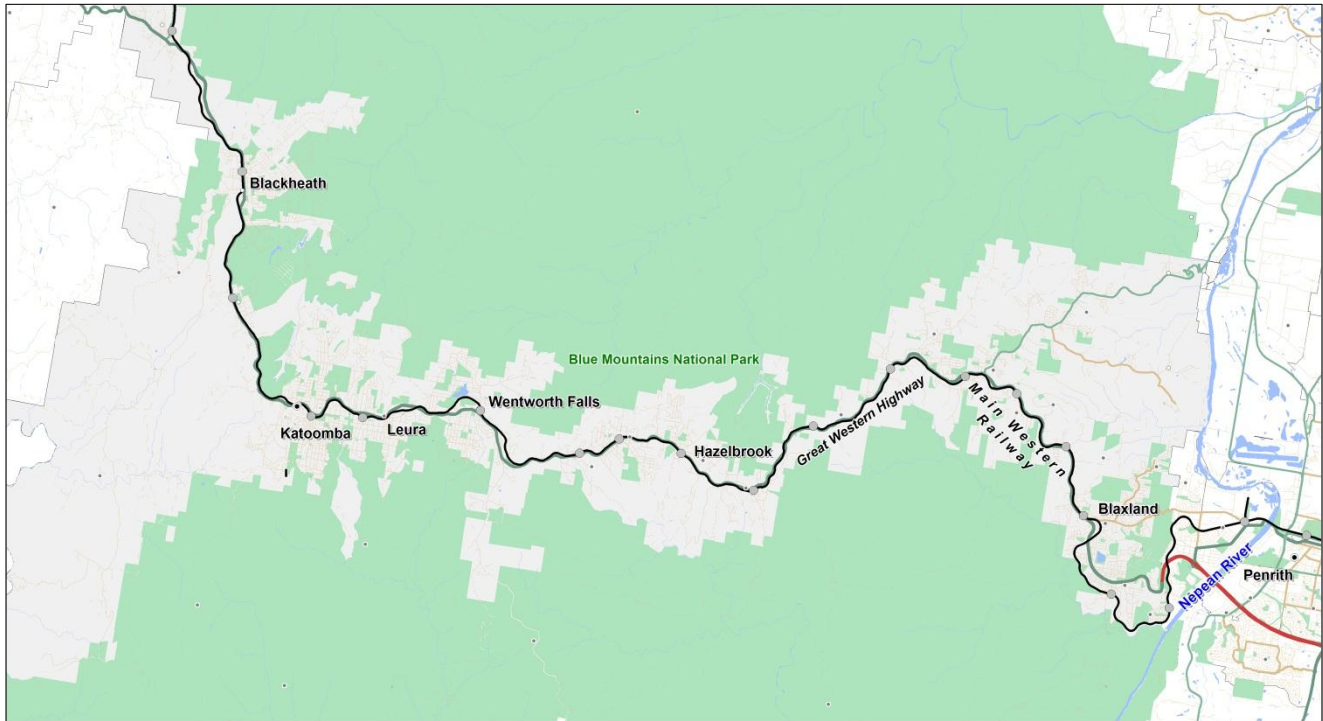 Blackheath
Blue Mountains National Park
Wentworth Falls
Katoomba
Leura
Great Western Highway
Main Western
Railway
Hazelbrook
Blaxland
Nepean River
Penrith